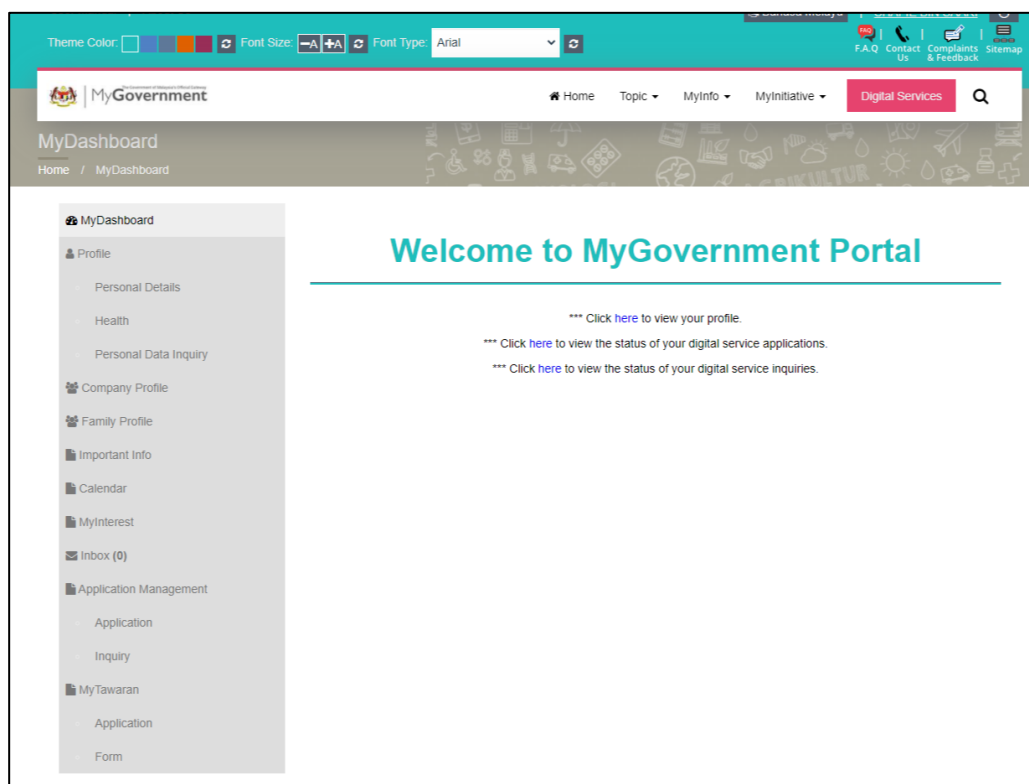 Theme Color: Font Size: -A +A Font Type: Arial
FAQ
F.A.Q Contact Us Complaints & Feedback Sitemap
MyGovernment
Home Topic MyInfo MyInitiative Digital Services
MyDashboard
Home / MyDashboard
AGRIKULTUR
MyDashboard
Profile
Personal Details
Health
Personal Data Inquiry
Company Profile
Family Profile
Important Info
Calendar
MyInterest
Inbox (0)
Application Management
Application
Inquiry
MyTawaran
Application
Form
Welcome to MyGovernment Portal
*** Click here to view your profile.
*** Click here to view the status of your digital service applications.
*** Click here to view the status of your digital service inquiries.